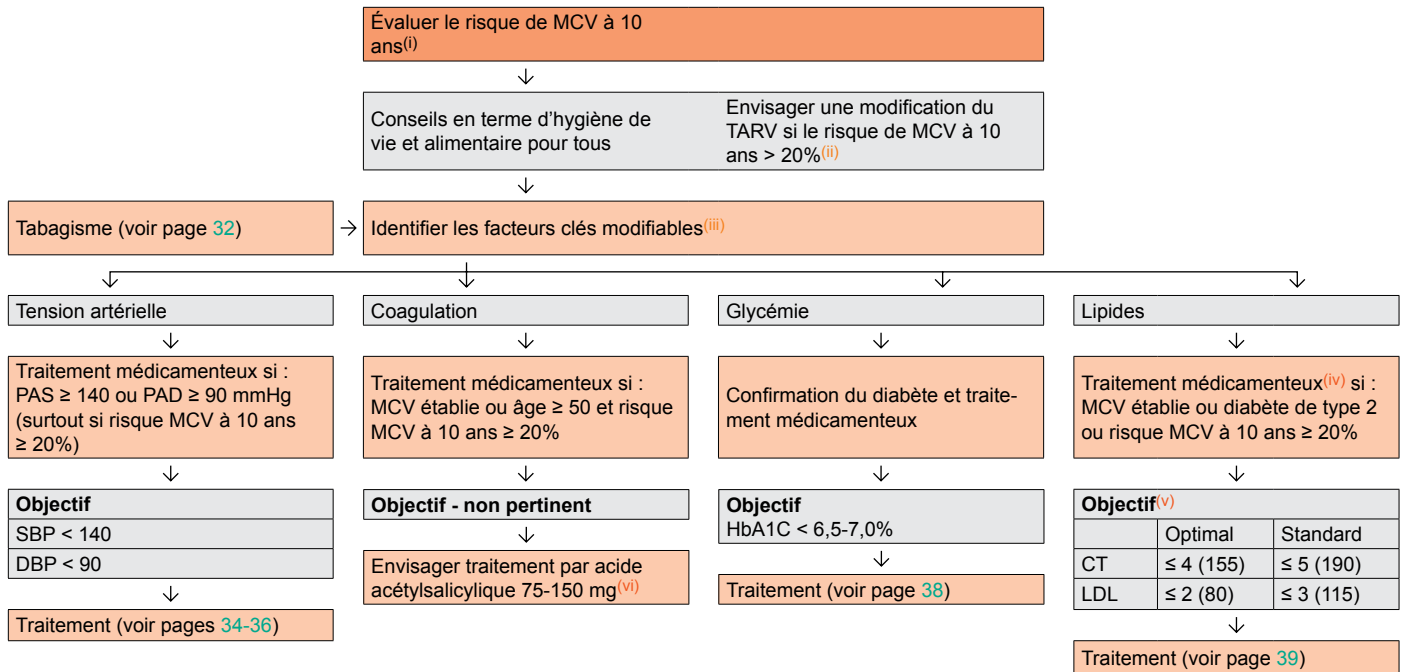 Évaluer le risque de MCV à 10
ans(i)
Conseils en terme d’hygiène de
vie et alimentaire pour tous
Envisager une modification du
TARV si le risque de MCV à 10
ans > 20%(ii)
Tabagisme (voir page 32)
Identifier les facteurs clés modifiables(iii)
Tension artérielle
Traitement médicamenteux si :
PAS ≥ 140 ou PAD ≥ 90 mmHg
(surtout si risque MCV à 10 ans
≥ 20%)
Objectif
SBP < 140
DBP < 90
Traitement (voir pages 34-36)
Coagulation
Traitement médicamenteux si :
MCV établie ou âge ≥ 50 et risque
MCV à 10 ans ≥ 20%
Objectif - non pertinent
Envisager traitement par acide
acétylsalicylique 75-150 mg(vi)
Glycémie
Confirmation du diabète et traite-
ment médicamenteux
Objectif
HbA1C < 6,5-7,0%
Traitement (voir page 38)
Lipides
Traitement médicamenteux(iv) si :
MCV établie ou diabète de type 2
ou risque MCV à 10 ans ≥ 20%
Objectif(v)
Optimal Standard
CT ≤ 4 (155) ≤ 5 (190)
LDL ≤ 2 (80) ≤ 3 (115)
Traitement (voir page 39)